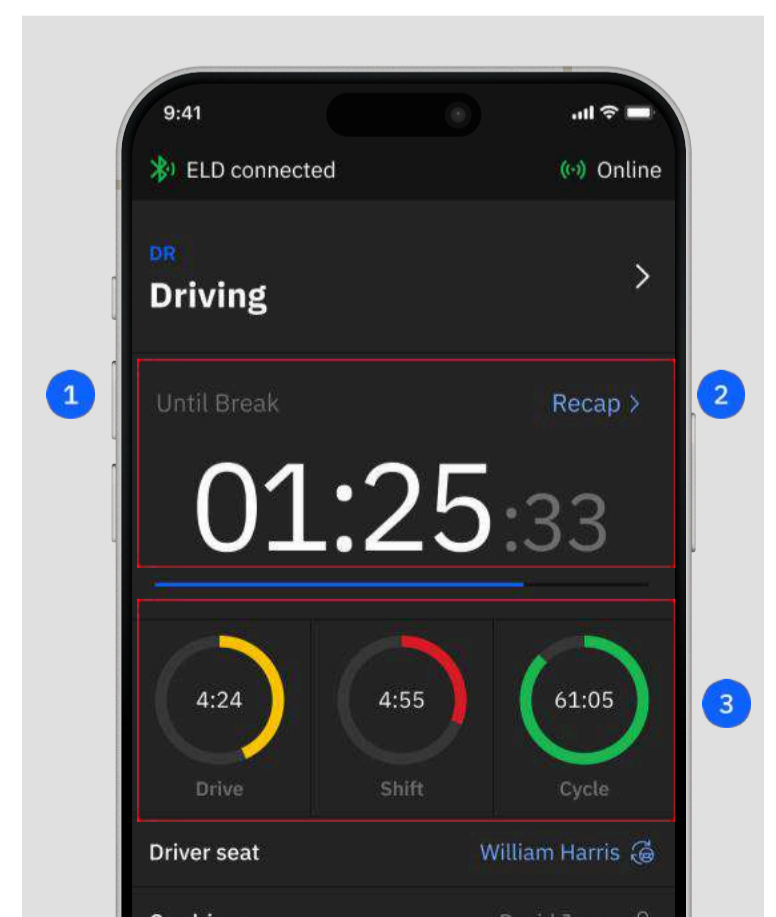 9:41
ELD connected
Online
DR
Driving
1
2
Until Break
Recap >
01:25:33
4:24
4:55
61:05
3
Drive
Shift
Cycle
Driver seat
William Harris